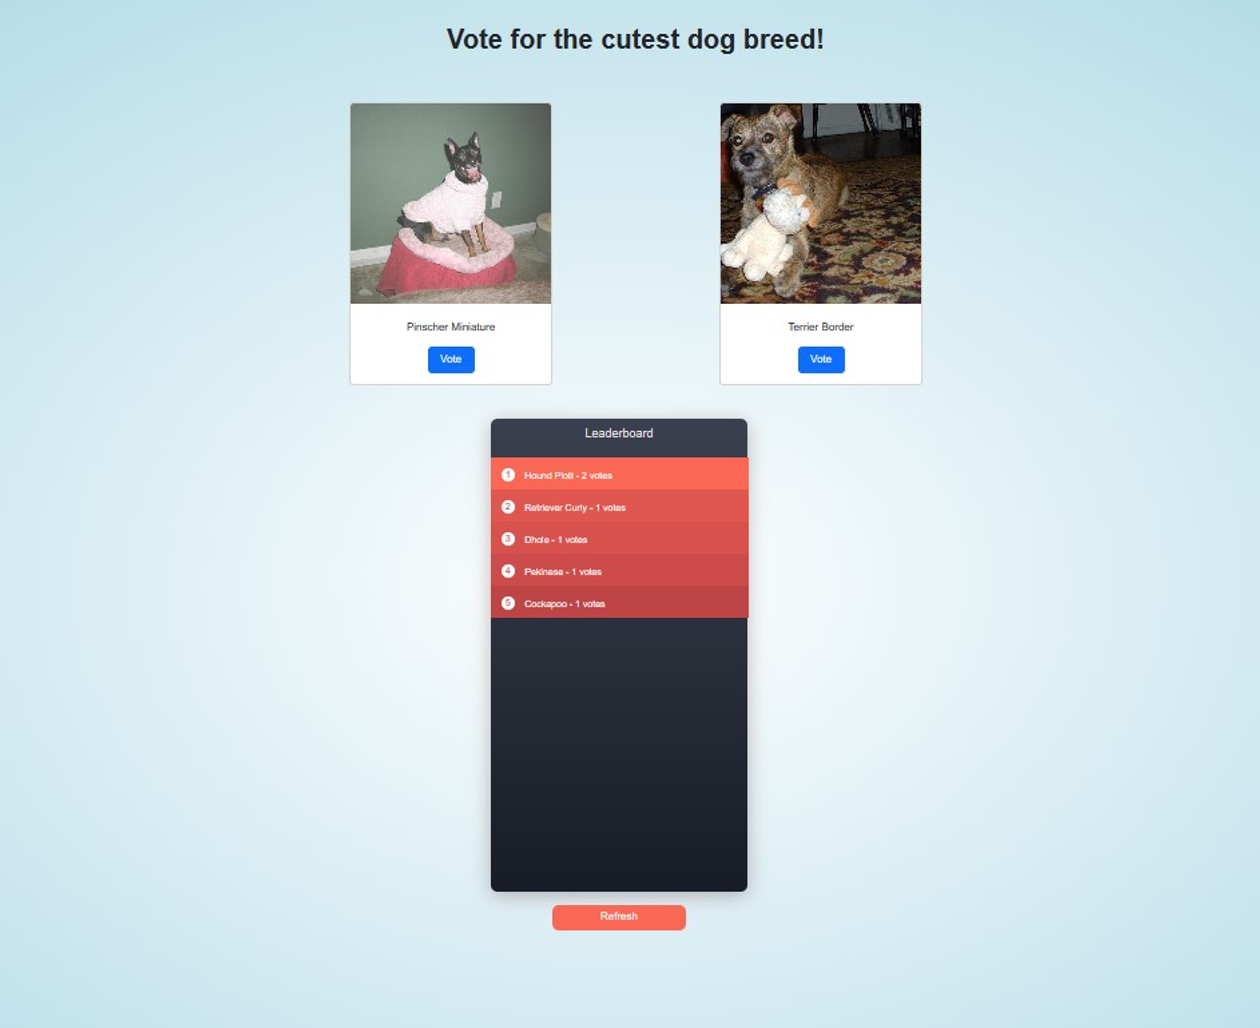 Vote for the cutest dog breed!
Pinscher Miniature
Terrier Border
Vote
Vote
Leaderboard
1 Hound Plott - 2 votes
2 Retriever Curly - 1 votes
3 Dhole - 1 votes
4 Pekinese - 1 votes
5 Cockapoo - 1 votes
Refresh